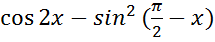 cos 2x − sin² (π/2 − x)